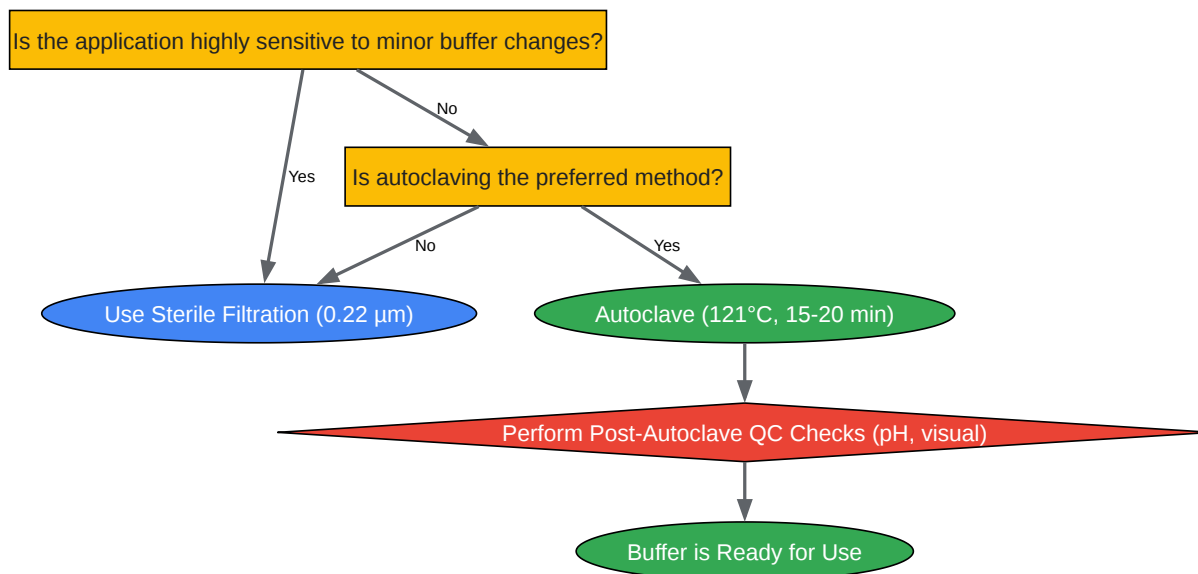 Is the application highly sensitive to minor buffer changes?
No
Is autoclaving the preferred method?
Yes
No
Yes
Use Sterile Filtration (0.22 µm)
Autoclave (121°C, 15-20 min)
Perform Post-Autoclave QC Checks (pH, visual)
Buffer is Ready for Use